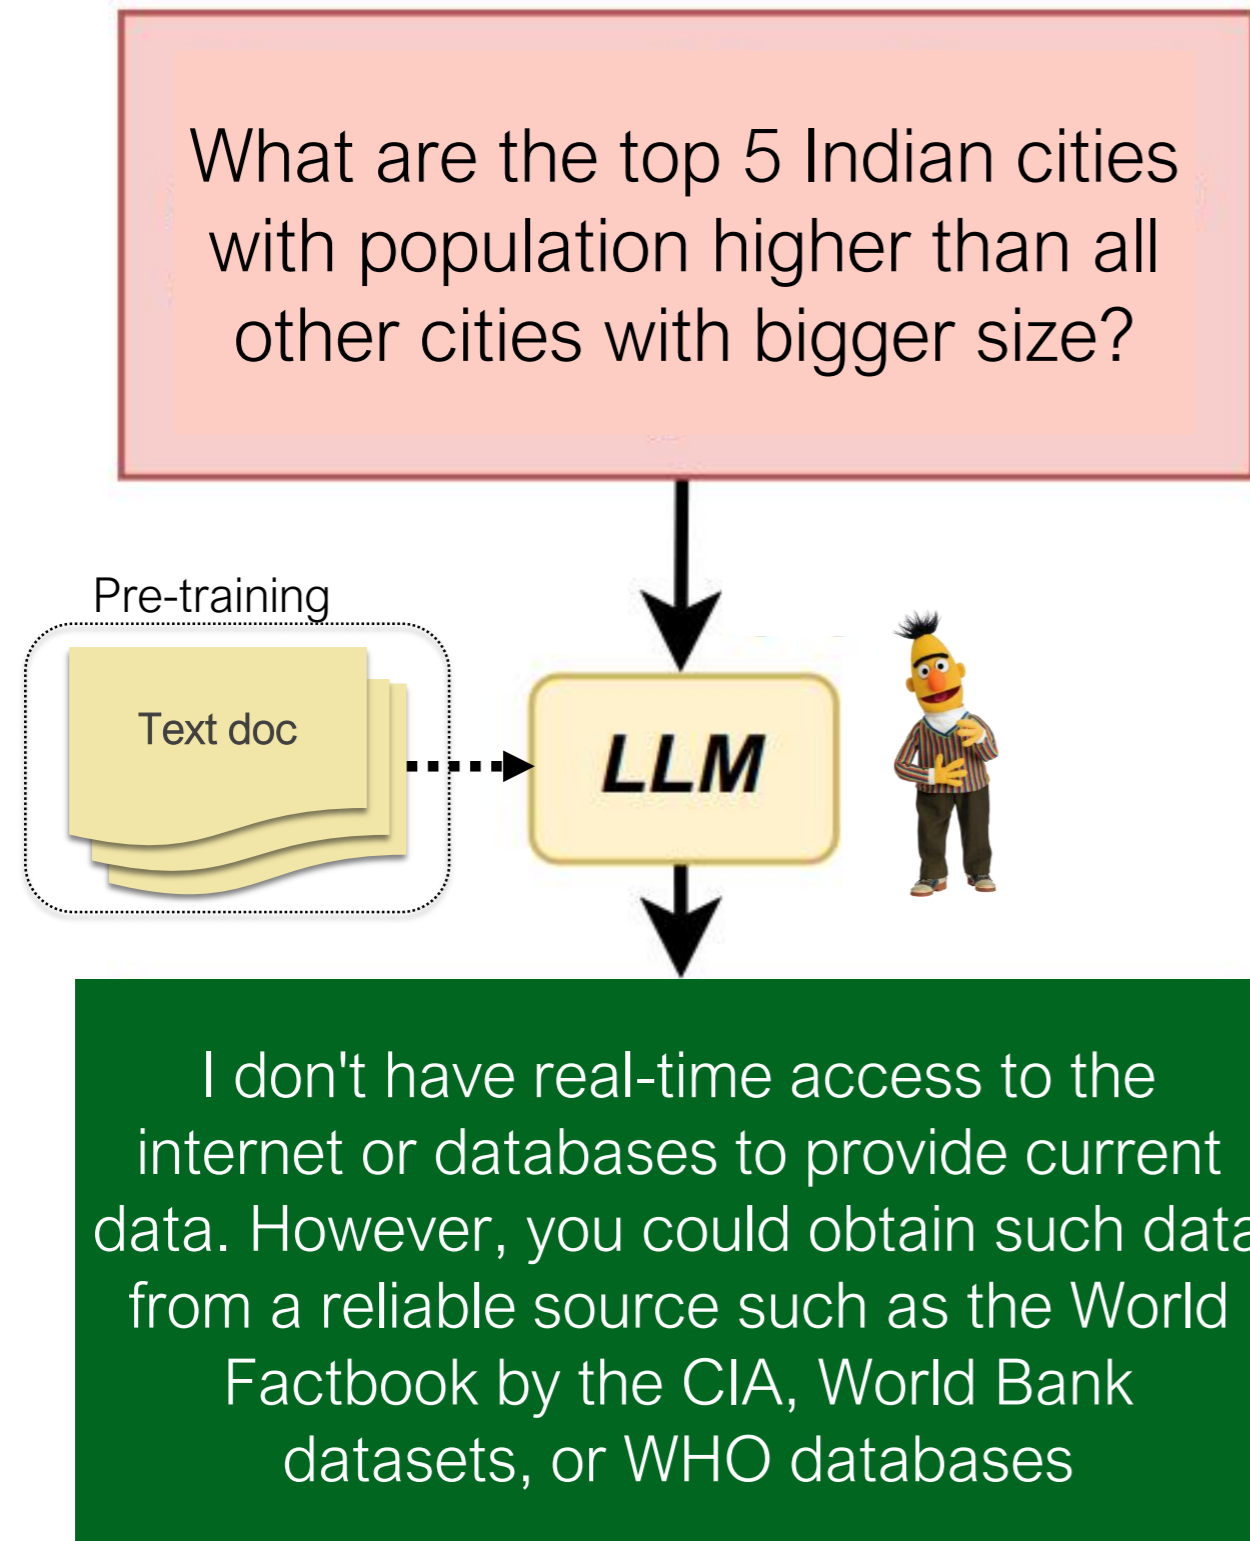 What are the top 5 Indian cities
with population higher than all
other cities with bigger size?
Pre-training
Text doc
LLM
I don't have real-time access to the
internet or databases to provide current
data. However, you could obtain such data
from a reliable source such as the World
Factbook by the CIA, World Bank
datasets, or WHO databases